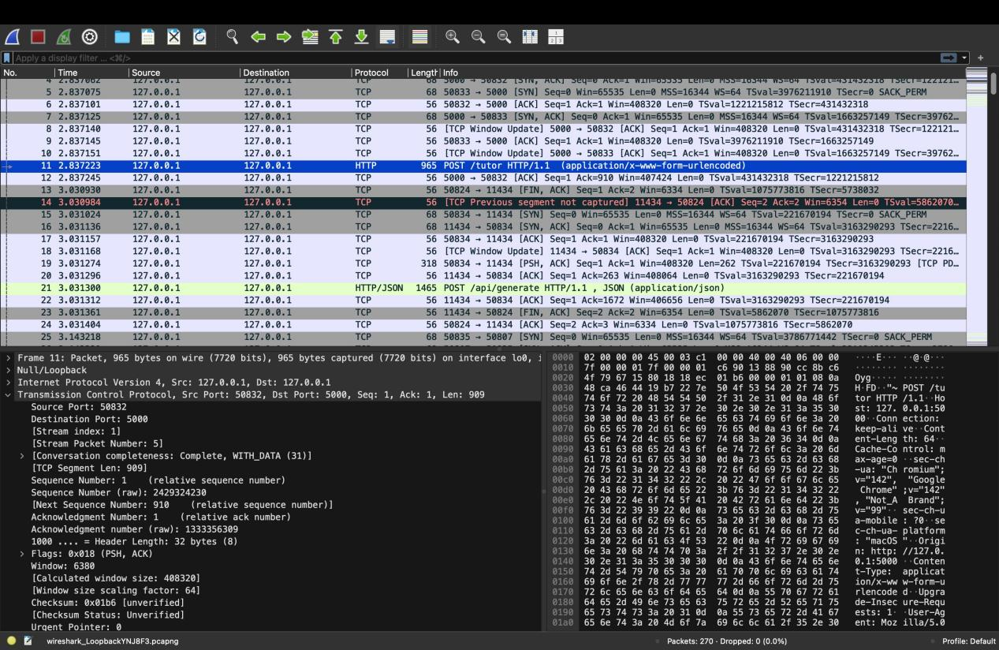 Apply a display filter … <⌘/>
No. Time Source Destination Protocol Length Info
4 2.837062 127.0.0.1 127.0.0.1 TCP 68 5000 → 50832 [SYN, ACK] Seq=0 Ack=1 Win=65535 Len=0 MSS=16344 WS=64 TSval=431432318 TSecr=122121…
5 2.837075 127.0.0.1 127.0.0.1 TCP 68 50833 → 5000 [SYN] Seq=0 Win=65535 Len=0 MSS=16344 WS=64 TSval=3976211910 TSecr=0 SACK_PERM
6 2.837101 127.0.0.1 127.0.0.1 TCP 56 50832 → 5000 [ACK] Seq=1 Ack=1 Win=408320 Len=0 TSval=1221215812 TSecr=431432318
7 2.837125 127.0.0.1 127.0.0.1 TCP 68 5000 → 50833 [SYN, ACK] Seq=0 Ack=1 Win=65535 Len=0 MSS=16344 WS=64 TSval=1663257149 TSecr=39762…
8 2.837140 127.0.0.1 127.0.0.1 TCP 56 [TCP Window Update] 5000 → 50832 [ACK] Seq=1 Ack=1 Win=408320 Len=0 TSval=431432318 TSecr=122121…
9 2.837145 127.0.0.1 127.0.0.1 TCP 56 50833 → 5000 [ACK] Seq=1 Ack=1 Win=408320 Len=0 TSval=3976211910 TSecr=1663257149
10 2.837151 127.0.0.1 127.0.0.1 TCP 56 [TCP Window Update] 5000 → 50833 [ACK] Seq=1 Ack=1 Win=408320 Len=0 TSval=1663257149 TSecr=39762…
11 2.837223 127.0.0.1 127.0.0.1 HTTP 965 POST /tutor HTTP/1.1 (application/x-www-form-urlencoded)
12 2.837245 127.0.0.1 127.0.0.1 TCP 56 5000 → 50832 [ACK] Seq=1 Ack=910 Win=407424 Len=0 TSval=431432318 TSecr=1221215812
13 3.030930 127.0.0.1 127.0.0.1 TCP 56 50824 → 11434 [FIN, ACK] Seq=1 Ack=2 Win=6334 Len=0 TSval=1075773816 TSecr=5738032
14 3.030984 127.0.0.1 127.0.0.1 TCP 56 [TCP Previous segment not captured] 11434 → 50824 [ACK] Seq=2 Ack=2 Win=6354 Len=0 TSval=5862070…
15 3.031024 127.0.0.1 127.0.0.1 TCP 68 50834 → 11434 [SYN] Seq=0 Win=65535 Len=0 MSS=16344 WS=64 TSval=221670194 TSecr=0 SACK_PERM
16 3.031136 127.0.0.1 127.0.0.1 TCP 68 11434 → 50834 [SYN, ACK] Seq=0 Ack=1 Win=65535 Len=0 MSS=16344 WS=64 TSval=3163290293 TSecr=2216…
17 3.031157 127.0.0.1 127.0.0.1 TCP 56 50834 → 11434 [ACK] Seq=1 Ack=1 Win=408320 Len=0 TSval=221670194 TSecr=3163290293
18 3.031168 127.0.0.1 127.0.0.1 TCP 56 [TCP Window Update] 11434 → 50834 [ACK] Seq=1 Ack=1 Win=408320 Len=0 TSval=3163290293 TSecr=2216…
19 3.031274 127.0.0.1 127.0.0.1 TCP 318 50834 → 11434 [PSH, ACK] Seq=1 Ack=1 Win=408320 Len=262 TSval=221670194 TSecr=3163290293 [TCP PD…
20 3.031296 127.0.0.1 127.0.0.1 TCP 56 11434 → 50834 [ACK] Seq=1 Ack=263 Win=408064 Len=0 TSval=3163290293 TSecr=221670194
21 3.031300 127.0.0.1 127.0.0.1 HTTP/JSON 1465 POST /api/generate HTTP/1.1 , JSON (application/json)
22 3.031312 127.0.0.1 127.0.0.1 TCP 56 11434 → 50834 [ACK] Seq=1 Ack=1672 Win=406656 Len=0 TSval=3163290293 TSecr=221670194
23 3.031361 127.0.0.1 127.0.0.1 TCP 56 11434 → 50824 [FIN, ACK] Seq=2 Ack=2 Win=6354 Len=0 TSval=5862070 TSecr=1075773816
24 3.031404 127.0.0.1 127.0.0.1 TCP 56 50824 → 11434 [ACK] Seq=2 Ack=3 Win=6334 Len=0 TSval=1075773816 TSecr=5862070
25 3.143218 127.0.0.1 127.0.0.1 TCP 68 50835 → 50807 [SYN] Seq=0 Win=65535 Len=0 MSS=16344 WS=64 TSval=3786771442 TSecr=0 SACK_PERM
Frame 11: Packet, 965 bytes on wire (7720 bits), 965 bytes captured (7720 bits) on interface lo0, i
Null/Loopback
Internet Protocol Version 4, Src: 127.0.0.1, Dst: 127.0.0.1
Transmission Control Protocol, Src Port: 50832, Dst Port: 5000, Seq: 1, Ack: 1, Len: 909
Source Port: 50832
Destination Port: 5000
[Stream index: 1]
[Stream Packet Number: 5]
[Conversation completeness: Complete, WITH_DATA (31)]
[TCP Segment Len: 909]
Sequence Number: 1 (relative sequence number)
Sequence Number (raw): 2429324230
[Next Sequence Number: 910 (relative sequence number)]
Acknowledgment Number: 1 (relative ack number)
Acknowledgment number (raw): 1333356309
1000 .... = Header Length: 32 bytes (8)
Flags: 0x018 (PSH, ACK)
Window: 6380
[Calculated window size: 408320]
[Window size scaling factor: 64]
Checksum: 0x01b6 [unverified]
[Checksum Status: Unverified]
Urgent Pointer: 0
0000 02 00 00 00 45 00 03 c1 00 00 40 00 40 06 00 00 ····E··· ··@·@···
0010 7f 00 00 01 7f 00 00 01 c6 90 13 88 90 cc 8b c6 ········ ········
0020 4f 79 67 15 80 18 18 ec 01 b6 00 00 01 01 08 0a Oyg····· ········
0030 48 ca 46 44 19 b7 22 7e 50 4f 53 54 20 2f 74 75 H·FD··"~ POST /tu
0040 74 6f 72 20 48 54 54 50 2f 31 2e 31 0d 0a 48 6f tor HTTP /1.1··Ho
0050 73 74 3a 20 31 32 37 2e 30 2e 30 2e 31 3a 35 30 st: 127. 0.0.1:50
0060 30 30 0d 0a 43 6f 6e 6e 65 63 74 69 6f 6e 3a 20 00··Conn ection:
0070 6b 65 65 70 2d 61 6c 69 76 65 0d 0a 43 6f 6e 74 keep-ali ve··Cont
0080 65 6e 74 2d 4c 65 6e 67 74 68 3a 20 36 34 0d 0a ent-Leng th: 64··
0090 43 61 63 68 65 2d 43 6f 6e 74 72 6f 6c 3a 20 6d Cache-Co ntrol: m
00a0 61 78 2d 61 67 65 3d 30 0d 0a 73 65 63 2d 63 68 ax-age=0 ··sec-ch
00b0 2d 75 61 3a 20 22 43 68 72 6f 6d 69 75 6d 22 3b -ua: "Ch romium";
00c0 76 3d 22 31 34 32 22 2c 20 22 47 6f 6f 67 6c 65 v="142",  "Google
00d0 20 43 68 72 6f 6d 65 22 3b 76 3d 22 31 34 32 22 Chrome" ;v="142"
00e0 2c 20 22 4e 6f 74 5f 41 20 42 72 61 6e 64 22 3b , "Not_A Brand";
00f0 76 3d 22 39 39 22 0d 0a 73 65 63 2d 63 68 2d 75 v="99"·· sec-ch-u
0100 61 2d 6d 6f 62 69 6c 65 3a 20 3f 30 0d 0a 73 65 a-mobile : ?0··se
0110 63 2d 63 68 2d 75 61 2d 70 6c 61 74 66 6f 72 6d c-ch-ua- platform
0120 3a 20 22 6d 61 63 4f 53 22 0d 0a 4f 72 69 67 69 : "macOS "··Origi
0130 6e 3a 20 68 74 74 70 3a 2f 2f 31 32 37 2e 30 2e n: http: //127.0.
0140 30 2e 31 3a 35 30 30 30 0d 0a 43 6f 6e 74 65 6e 0.1:5000 ··Conten
0150 74 2d 54 79 70 65 3a 20 61 70 70 6c 69 63 61 74 t-Type:  applicat
0160 69 6f 6e 2f 78 2d 77 77 77 2d 66 6f 72 6d 2d 75 ion/x-ww w-form-u
0170 72 6c 65 6e 63 6f 64 65 64 0d 0a 55 70 67 72 61 rlencode d··Upgra
0180 64 65 2d 49 6e 73 65 63 75 72 65 2d 52 65 71 75 de-Insec ure-Requ
0190 65 73 74 73 3a 20 31 0d 0a 55 73 65 72 2d 41 67 ests: 1· ·User-Ag
01a0 65 6e 74 3a 20 4d 6f 7a 69 6c 6c 61 2f 35 2e 30 ent: Moz illa/5.0
wireshark_LoopbackYNJ8F3.pcapng
Packets: 270 · Dropped: 0 (0.0%)
Profile: Default